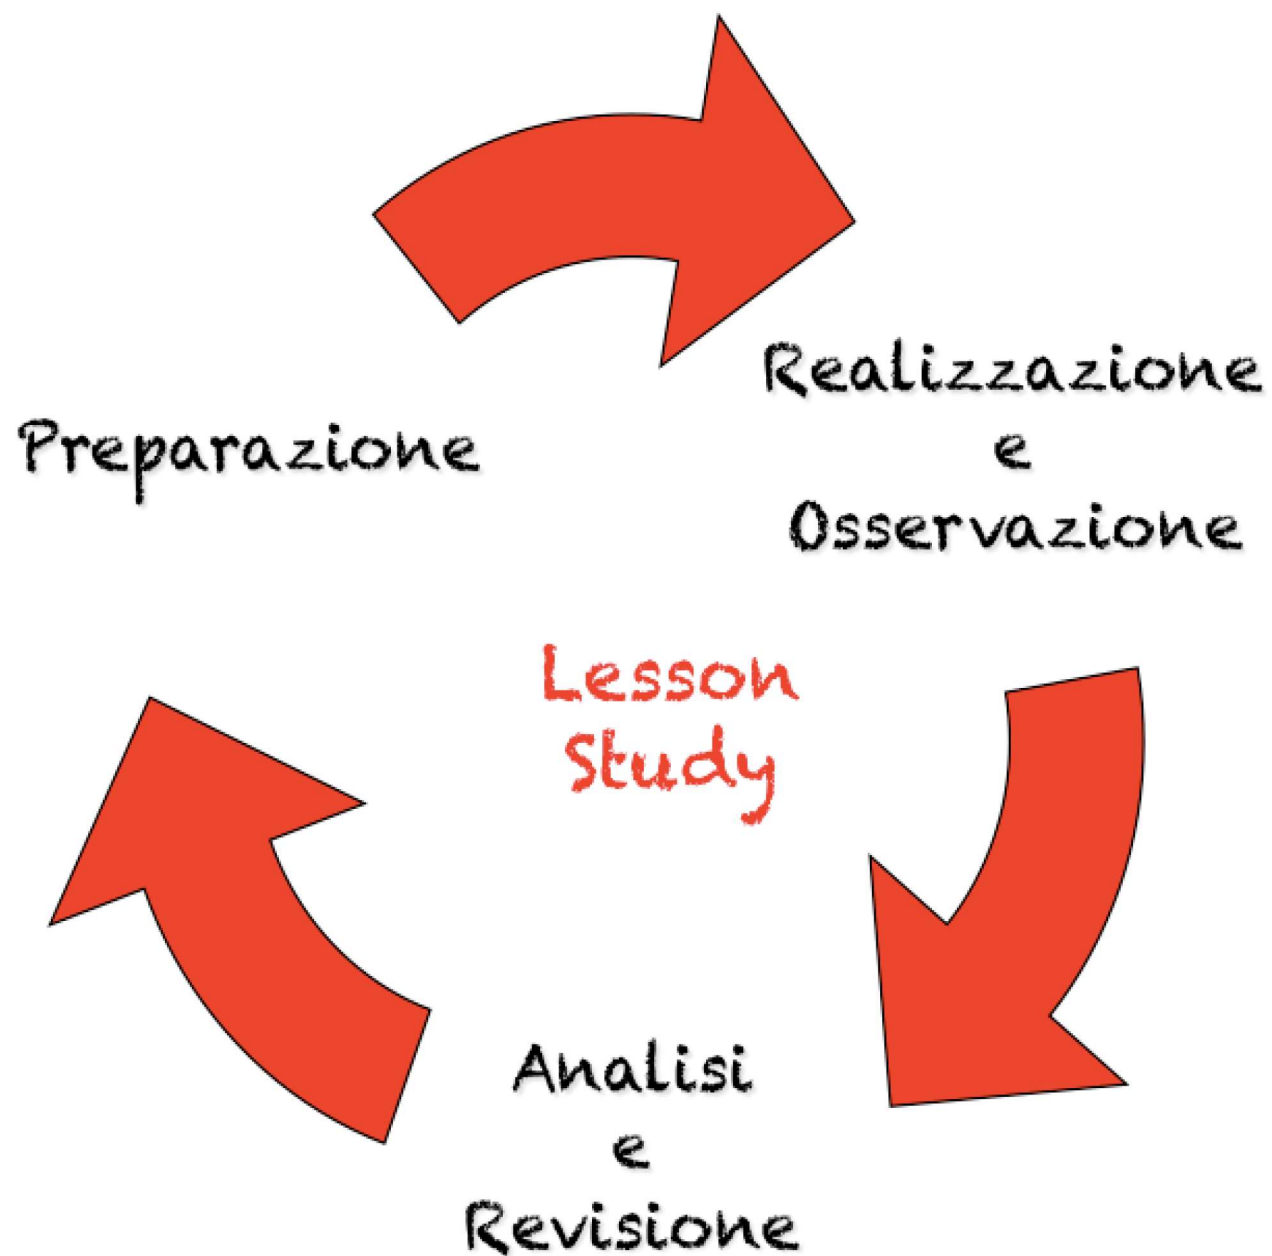 Preparazione
Realizzazione
e
Osservazione
Lesson
Study
Analisi
e
Revisione